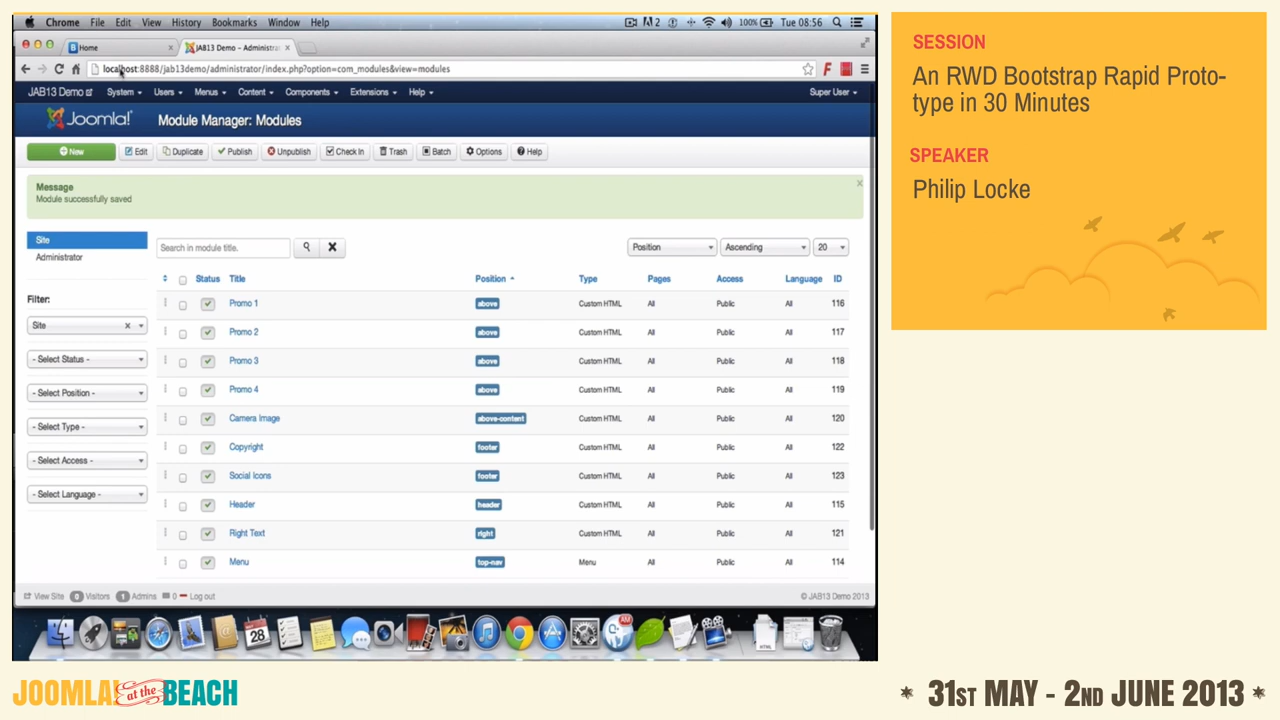 Chrome File Edit View History Bookmarks Window Help
2 100% Tue 08:56
Home
JAB13 Demo - Administra
localhost:8888/jab13demo/administrator/index.php?option=com_modules&view=modules
JAB13 Demo System Users Menus Content Components Extensions Help Super User
Joomla! Module Manager: Modules
New Edit Duplicate Publish Unpublish Check In Trash Batch Options Help
Message
Module successfully saved
Site
Administrator
Filter:
Site
- Select Status -
- Select Position -
- Select Type -
- Select Access -
- Select Language -
Search in module title.
Position Ascending 20
Status Title Position Type Pages Access Language ID
Promo 1 above Custom HTML All Public All 116
Promo 2 above Custom HTML All Public All 117
Promo 3 above Custom HTML All Public All 118
Promo 4 above Custom HTML All Public All 119
Camera Image above-content Custom HTML All Public All 120
Copyright footer Custom HTML All Public All 122
Social Icons footer Custom HTML All Public All 123
Header header Custom HTML All Public All 115
Right Text right Custom HTML All Public All 121
Menu top-nav Menu All Public All 114
View Site 0 Visitors 1 Admins 0 Log out © JAB13 Demo 2013
28
HTML
SESSION
An RWD Bootstrap Rapid Proto-
type in 30 Minutes
SPEAKER
Philip Locke
JOOMLA! at the BEACH
* 31ST MAY - 2ND JUNE 2013 *